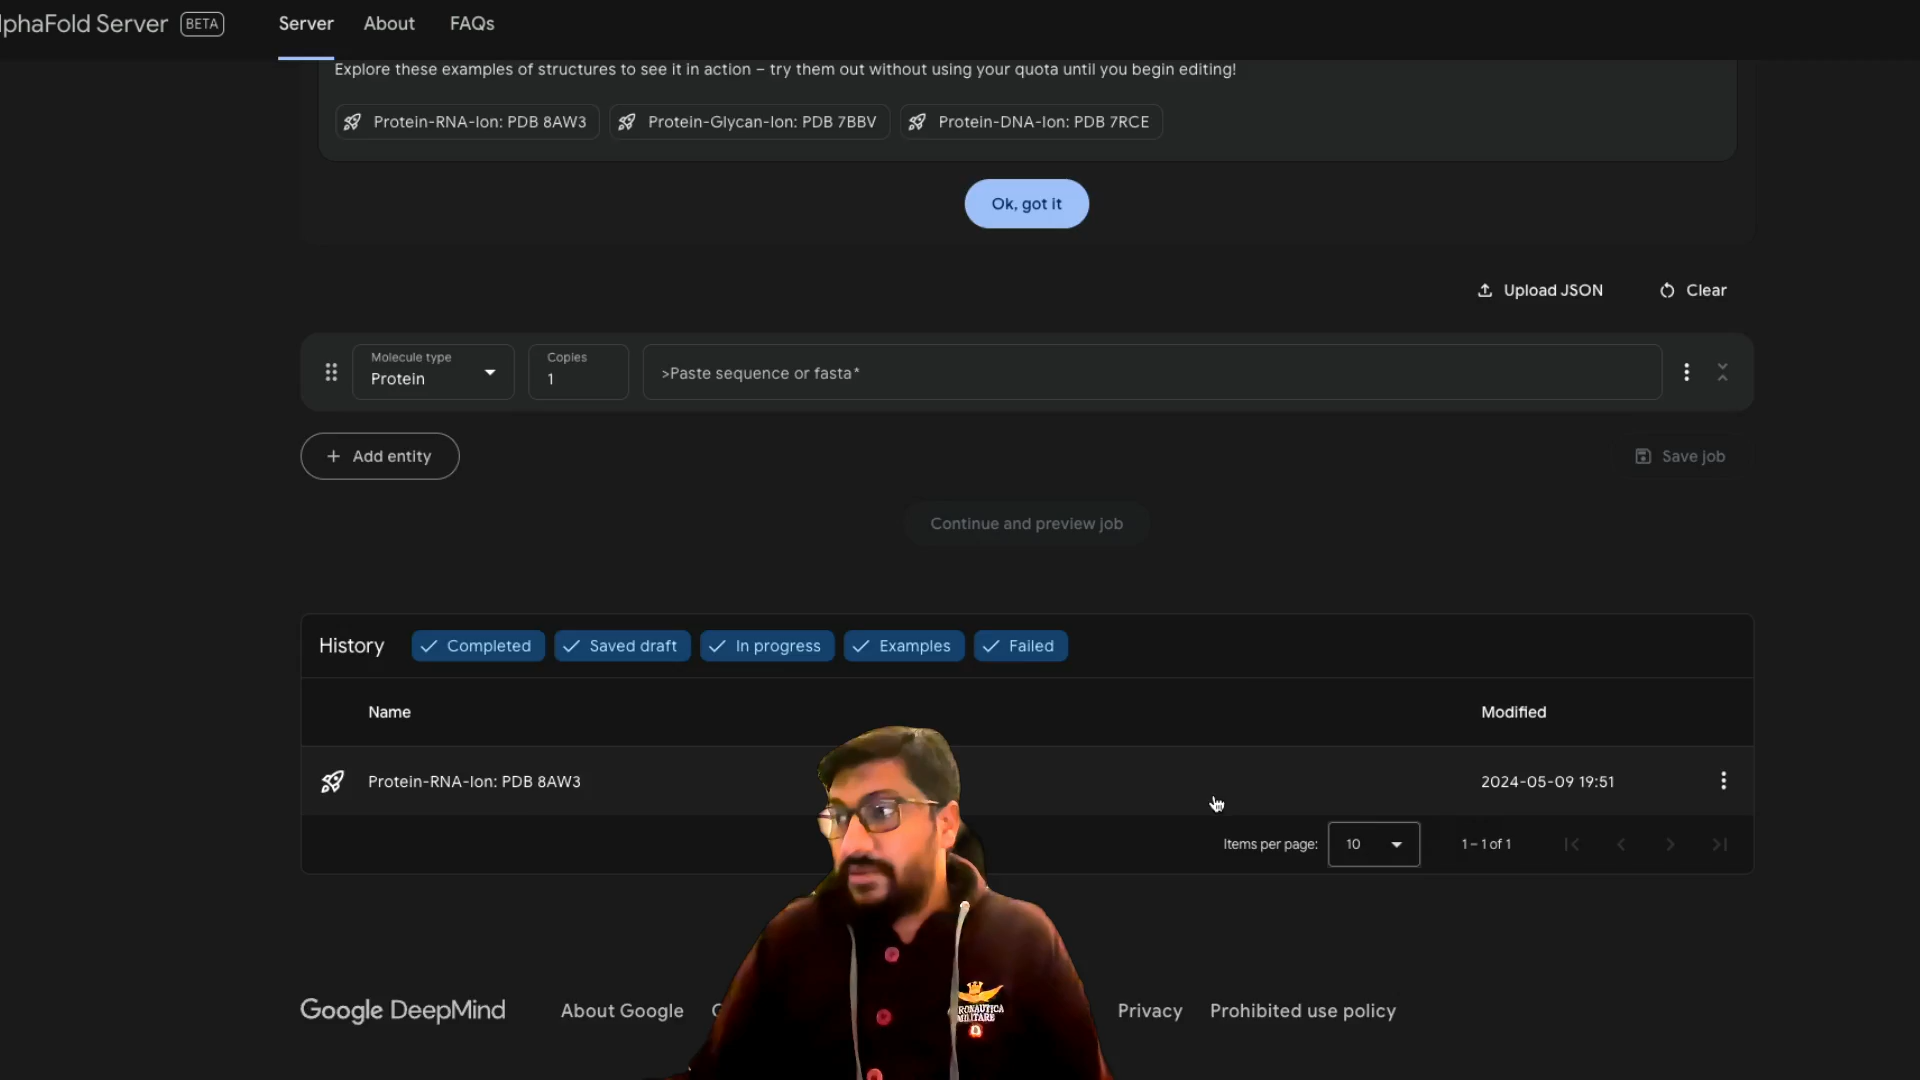 phaFold Server BETA Server About FAQs
Explore these examples of structures to see it in action – try them out without using your quota until you begin editing!
Protein-RNA-Ion: PDB 8AW3 Protein-Glycan-Ion: PDB 7BBV Protein-DNA-Ion: PDB 7RCE
Ok, got it
Upload JSON Clear
Molecule type Copies
Protein 1 >Paste sequence or fasta*
+ Add entity Save job
Continue and preview job
History Completed Saved draft In progress Examples Failed
Name Modified
Protein-RNA-Ion: PDB 8AW3 2024-05-09 19:51
Items per page: 10 1 – 1 of 1
Google DeepMind About Google Privacy Prohibited use policy
RONAUTICA
MILITARE